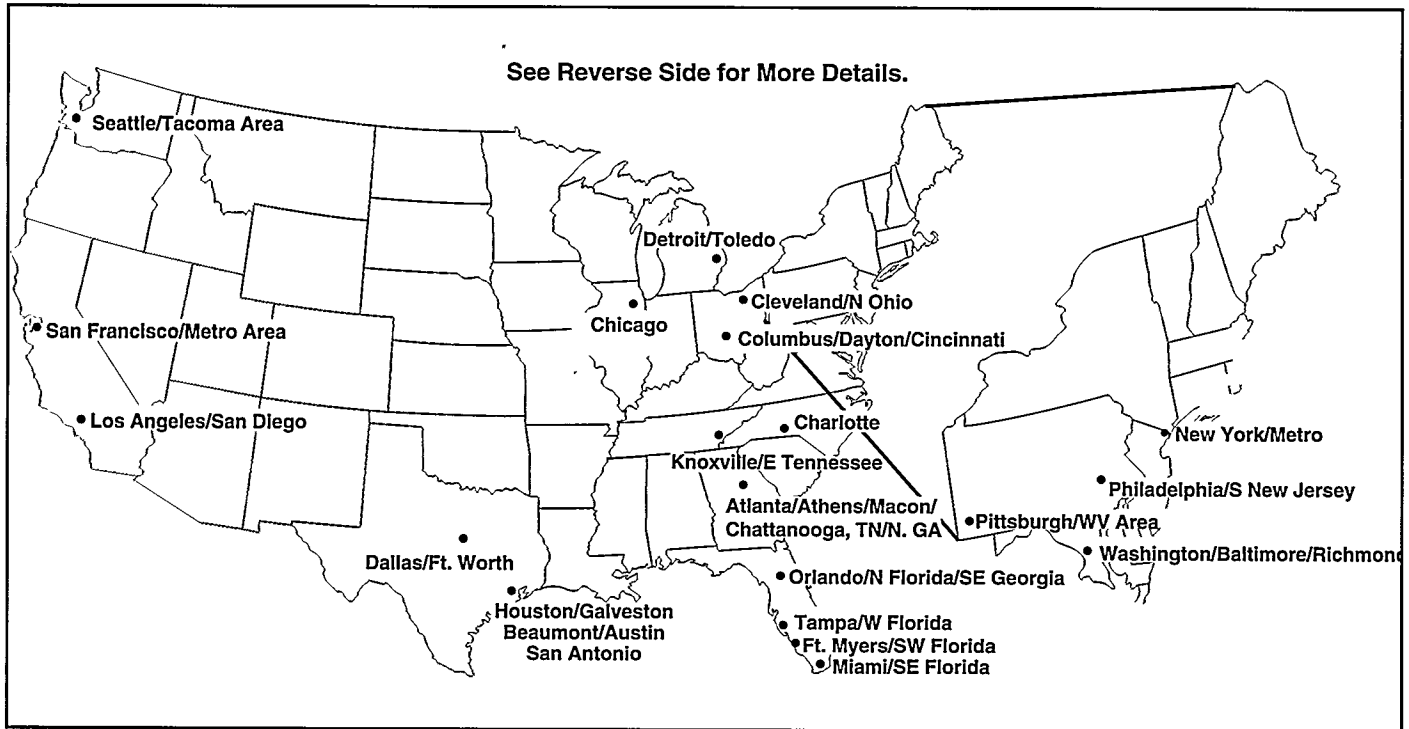 See Reverse Side for More Details.
Seattle/Tacoma Area
Detroit/Toledo
Cleveland/N Ohio
Chicago
San Francisco/Metro Area
Columbus/Dayton/Cincinnati
Los Angeles/San Diego
Charlotte
New York/Metro
Knoxville/E Tennessee
Philadelphia/S New Jersey
Atlanta/Athens/Macon/
Chattanooga, TN/N. GA
Pittsburgh/WV Area
Washington/Baltimore/Richmond
Dallas/Ft. Worth
Orlando/N Florida/SE Georgia
Houston/Galveston
Beaumont/Austin
San Antonio
Tampa/W Florida
Ft. Myers/SW Florida
Miami/SE Florida